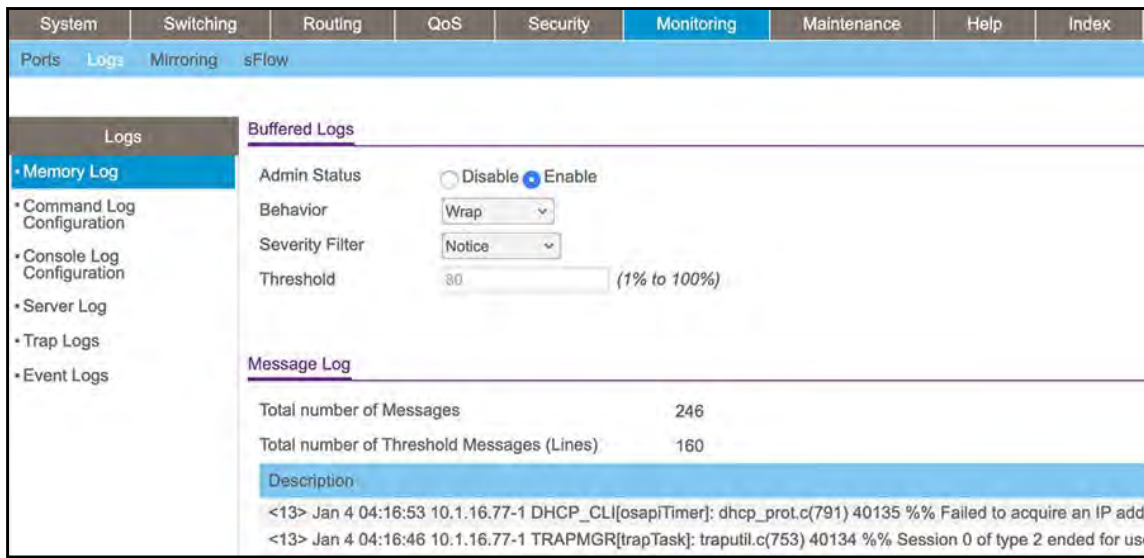 System Switching Routing QoS Security Monitoring Maintenance Help Index
Ports Logs Mirroring sFlow
Logs
• Memory Log
• Command Log
Configuration
• Console Log
Configuration
• Server Log
• Trap Logs
• Event Logs
Buffered Logs
Admin Status Disable Enable
Behavior Wrap
Severity Filter Notice
Threshold 80 (1% to 100%)
Message Log
Total number of Messages 246
Total number of Threshold Messages (Lines) 160
Description
<13> Jan 4 04:16:53 10.1.16.77-1 DHCP_CLI[osapiTimer]: dhcp_prot.c(791) 40135 %% Failed to acquire an IP add
<13> Jan 4 04:16:46 10.1.16.77-1 TRAPMGR[trapTask]: traputil.c(753) 40134 %% Session 0 of type 2 ended for us